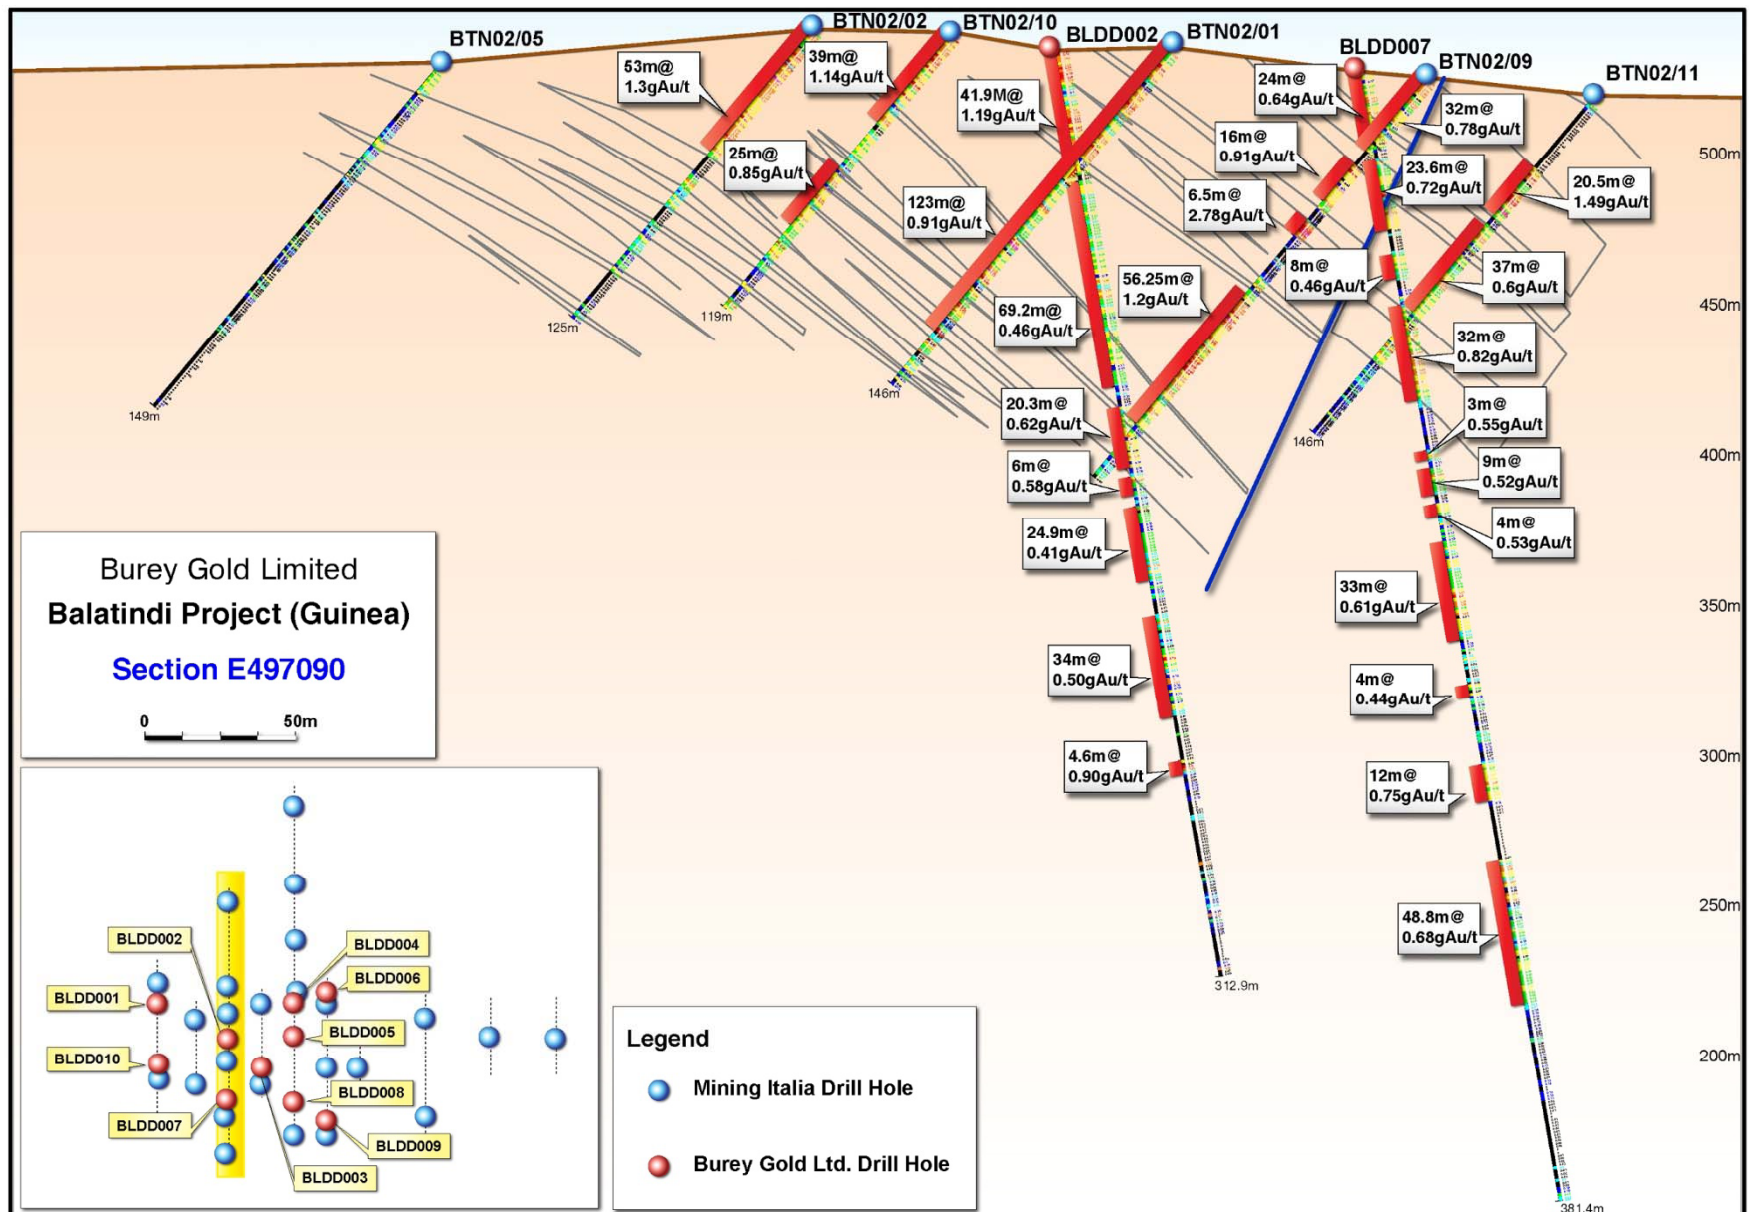 BTN02/05
BTN02/02
BTN02/10
BLDD002
BTN02/01
BLDD007
BTN02/09
BTN02/11
53m@
1.3gAu/t
39m@
1.14gAu/t
25m@
0.85gAu/t
41.9M@
1.19gAu/t
123m@
0.91gAu/t
24m@
0.64gAu/t
32m@
0.78gAu/t
16m@
0.91gAu/t
23.6m@
0.72gAu/t
20.5m@
1.49gAu/t
6.5m@
2.78gAu/t
8m@
0.46gAu/t
37m@
0.6gAu/t
56.25m@
1.2gAu/t
69.2m@
0.46gAu/t
32m@
0.82gAu/t
20.3m@
0.62gAu/t
3m@
0.55gAu/t
6m@
0.58gAu/t
9m@
0.52gAu/t
24.9m@
0.41gAu/t
4m@
0.53gAu/t
33m@
0.61gAu/t
34m@
0.50gAu/t
4m@
0.44gAu/t
4.6m@
0.90gAu/t
12m@
0.75gAu/t
48.8m@
0.68gAu/t
149m
125m
119m
146m
146m
312.9m
381.4m
500m
450m
400m
350m
300m
250m
200m
Burey Gold Limited
Balatindi Project (Guinea)
Section E497090
0 50m
BLDD002
BLDD004
BLDD006
BLDD001
BLDD005
BLDD010
BLDD008
BLDD007
BLDD009
BLDD003
Legend
Mining Italia Drill Hole
Burey Gold Ltd. Drill Hole